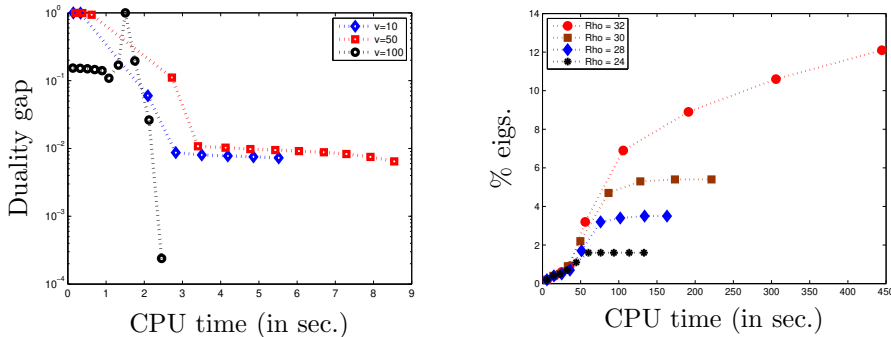 10⁰
10⁻¹
10⁻²
10⁻³
10⁻⁴
0 1 2 3 4 5 6 7 8 9
Duality gap
CPU time (in sec.)
v=10
v=50
v=100
14
12
10
8
6
4
2
0
0 50 100 150 200 250 300 350 400 450
% eigs.
CPU time (in sec.)
Rho = 32
Rho = 30
Rho = 28
Rho = 24